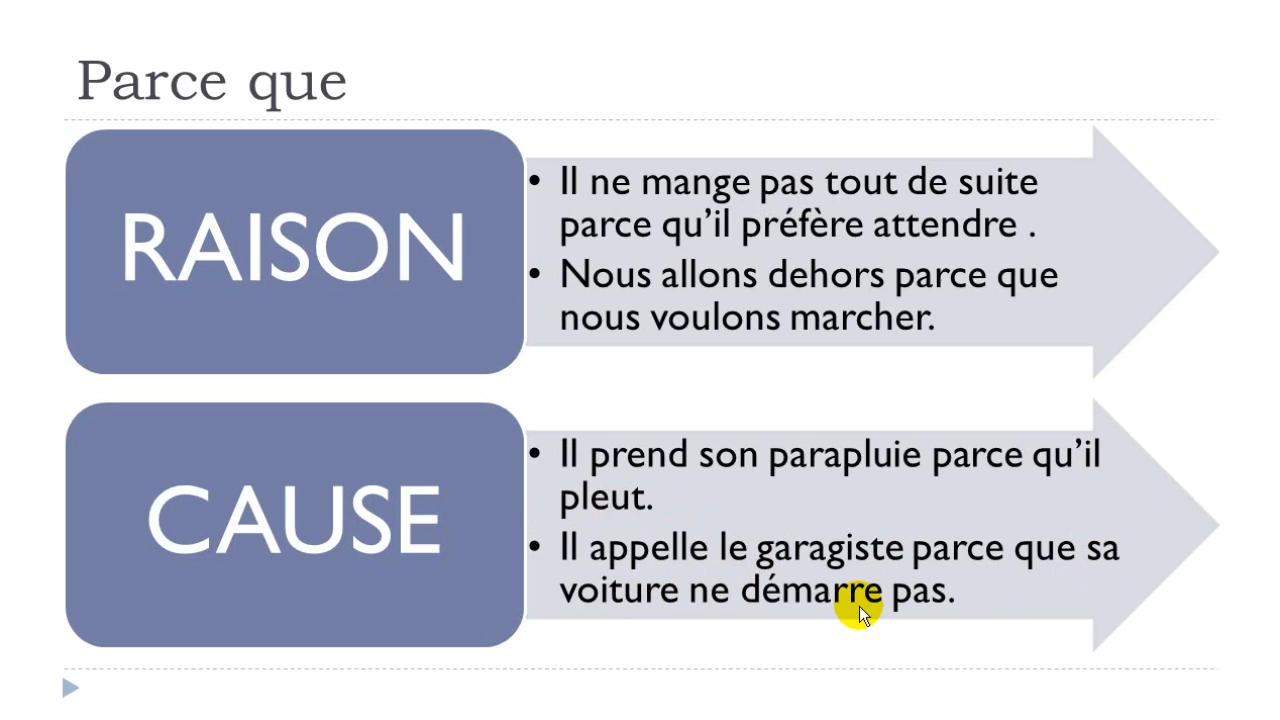 Parce que
RAISON
• Il ne mange pas tout de suite
parce qu’il préfère attendre .
• Nous allons dehors parce que
nous voulons marcher.
CAUSE
• Il prend son parapluie parce qu’il
pleut.
• Il appelle le garagiste parce que sa
voiture ne démarre pas.